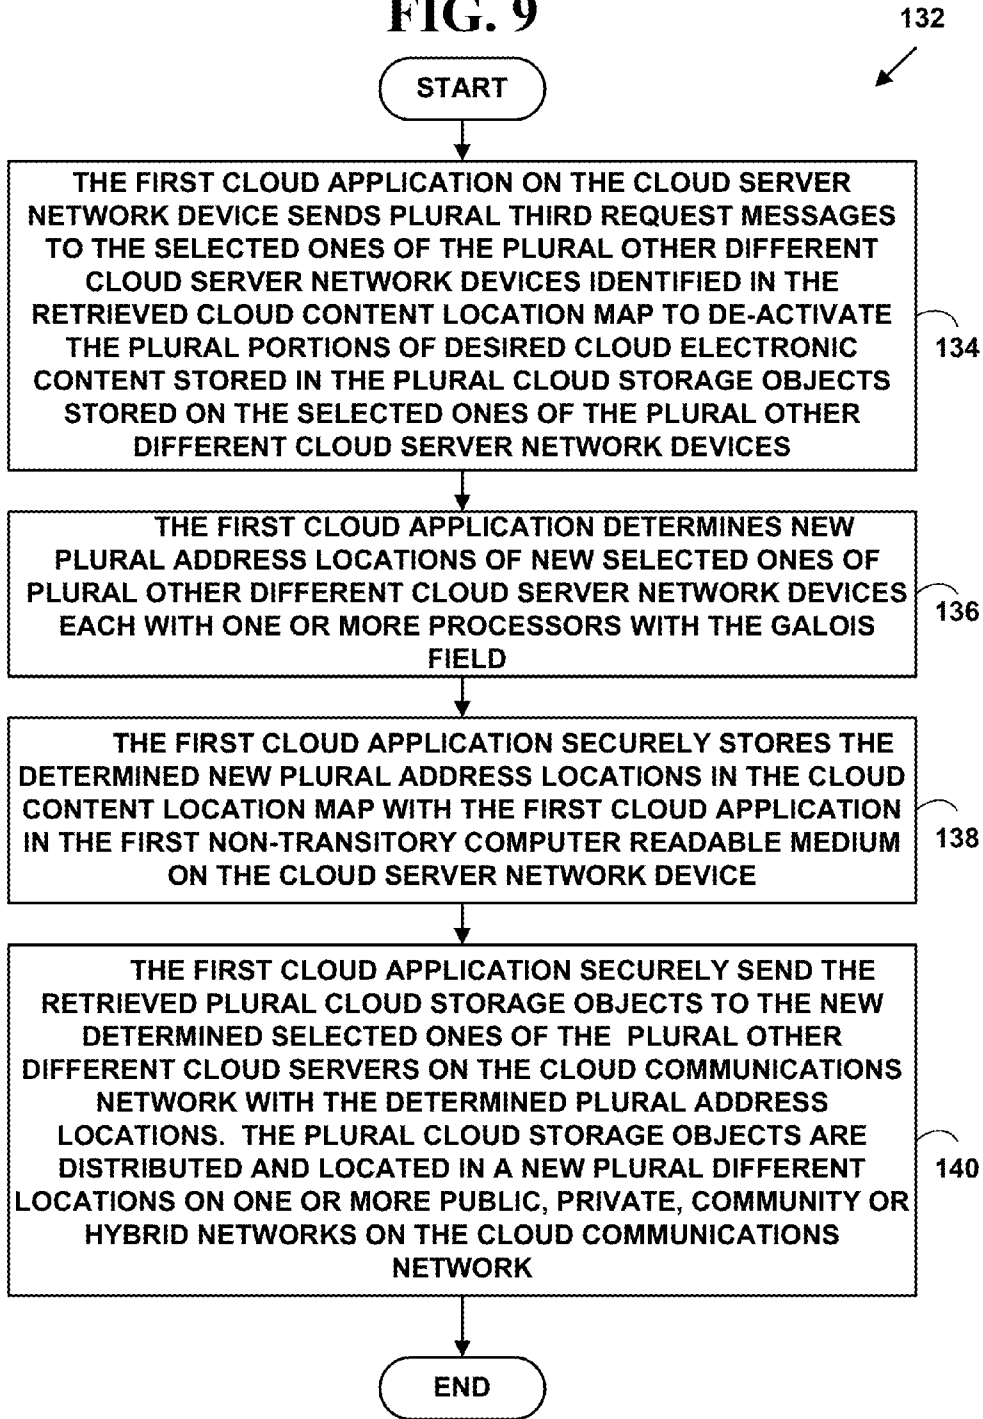 FIG. 9
132
START
THE FIRST CLOUD APPLICATION ON THE CLOUD SERVER
NETWORK DEVICE SENDS PLURAL THIRD REQUEST MESSAGES
TO THE SELECTED ONES OF THE PLURAL OTHER DIFFERENT
CLOUD SERVER NETWORK DEVICES IDENTIFIED IN THE
RETRIEVED CLOUD CONTENT LOCATION MAP TO DE-ACTIVATE
THE PLURAL PORTIONS OF DESIRED CLOUD ELECTRONIC
CONTENT STORED IN THE PLURAL CLOUD STORAGE OBJECTS
STORED ON THE SELECTED ONES OF THE PLURAL OTHER
DIFFERENT CLOUD SERVER NETWORK DEVICES
134
THE FIRST CLOUD APPLICATION DETERMINES NEW
PLURAL ADDRESS LOCATIONS OF NEW SELECTED ONES OF
PLURAL OTHER DIFFERENT CLOUD SERVER NETWORK DEVICES
EACH WITH ONE OR MORE PROCESSORS WITH THE GALOIS
FIELD
136
THE FIRST CLOUD APPLICATION SECURELY STORES THE
DETERMINED NEW PLURAL ADDRESS LOCATIONS IN THE CLOUD
CONTENT LOCATION MAP WITH THE FIRST CLOUD APPLICATION
IN THE FIRST NON-TRANSITORY COMPUTER READABLE MEDIUM
ON THE CLOUD SERVER NETWORK DEVICE
138
THE FIRST CLOUD APPLICATION SECURELY SEND THE
RETRIEVED PLURAL CLOUD STORAGE OBJECTS TO THE NEW
DETERMINED SELECTED ONES OF THE PLURAL OTHER
DIFFERENT CLOUD SERVERS ON THE CLOUD COMMUNICATIONS
NETWORK WITH THE DETERMINED PLURAL ADDRESS
LOCATIONS. THE PLURAL CLOUD STORAGE OBJECTS ARE
DISTRIBUTED AND LOCATED IN A NEW PLURAL DIFFERENT
LOCATIONS ON ONE OR MORE PUBLIC, PRIVATE, COMMUNITY OR
HYBRID NETWORKS ON THE CLOUD COMMUNICATIONS
NETWORK
140
END